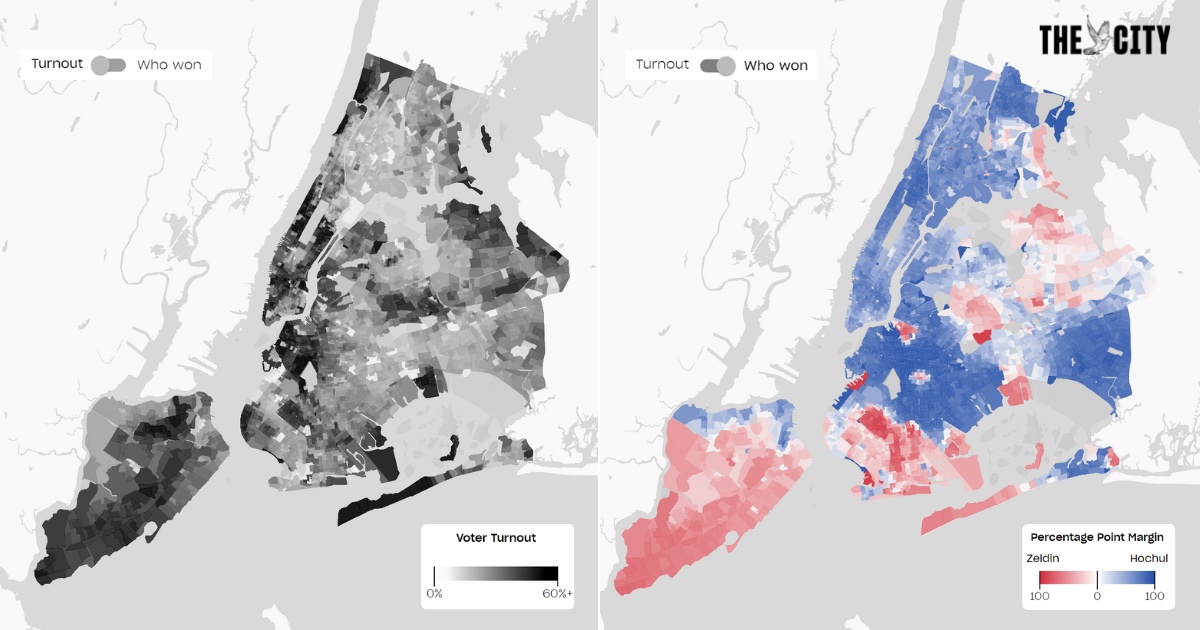 Turnout Who won
Voter Turnout
0% 60%+
Turnout Who won
THE CITY
Percentage Point Margin
Zeldin Hochul
100 0 100